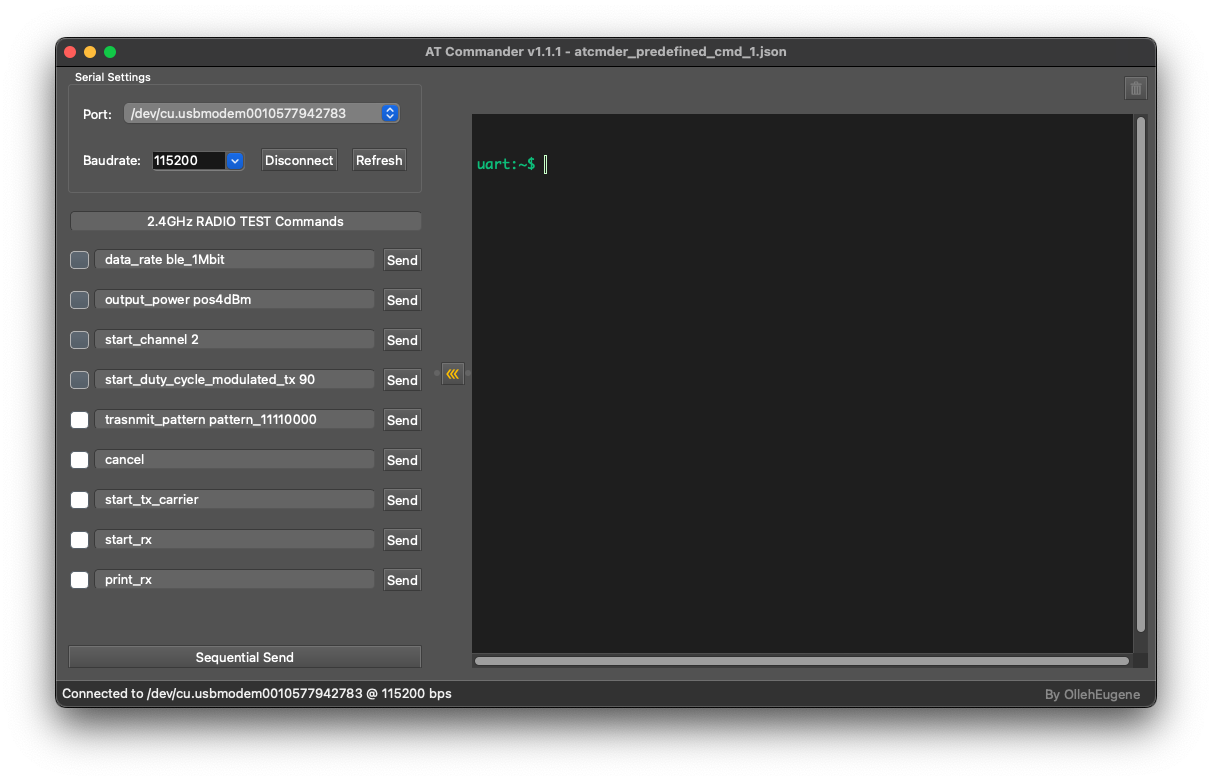 AT Commander v1.1.1 - atcmder_predefined_cmd_1.json
Serial Settings
Port: /dev/cu.usbmodem0010577942783
Baudrate: 115200 Disconnect Refresh
2.4GHz RADIO TEST Commands
data_rate ble_1Mbit Send
output_power pos4dBm Send
start_channel 2 Send
start_duty_cycle_modulated_tx 90 Send
trasnmit_pattern pattern_11110000 Send
cancel Send
start_tx_carrier Send
start_rx Send
print_rx Send
Sequential Send
uart:~$
Connected to /dev/cu.usbmodem0010577942783 @ 115200 bps
By OllehEugene